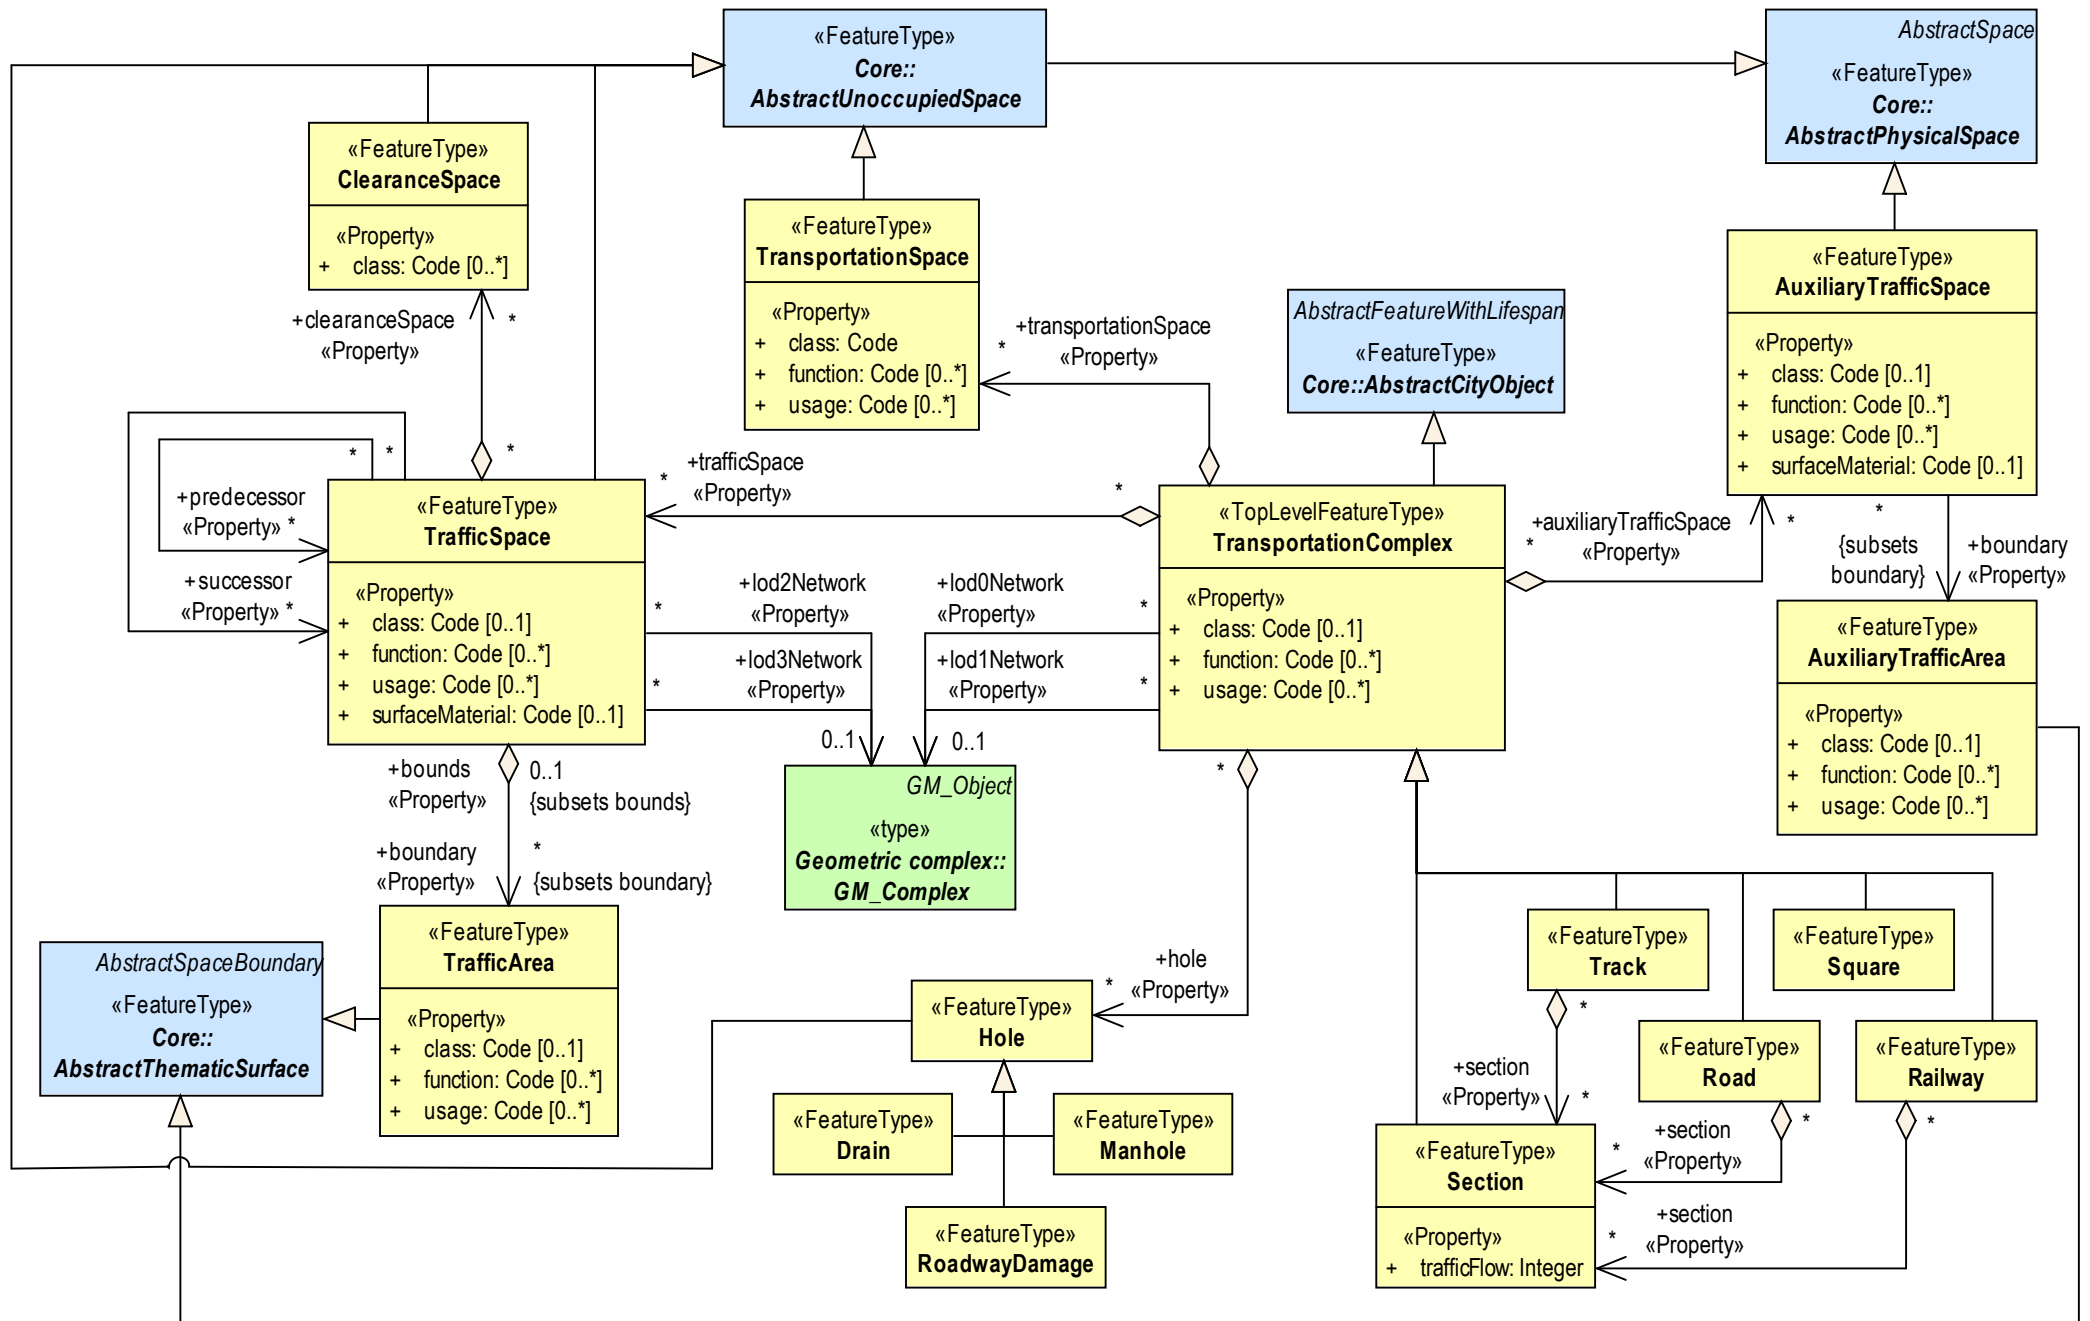 «FeatureType»
Core::
AbstractUnoccupiedSpace
AbstractSpace
«FeatureType»
Core::
AbstractPhysicalSpace
«FeatureType»
ClearanceSpace
«Property»
+ class: Code [0..*]
+clearanceSpace
«Property»
*
*
«FeatureType»
TransportationSpace
«Property»
+ class: Code
+ function: Code [0..*]
+ usage: Code [0..*]
+transportationSpace
«Property»
*
AbstractFeatureWithLifespan
«FeatureType»
Core::AbstractCityObject
«FeatureType»
AuxiliaryTrafficSpace
«Property»
+ class: Code [0..1]
+ function: Code [0..*]
+ usage: Code [0..*]
+ surfaceMaterial: Code [0..1]
*
*
+predecessor
«Property» *
+successor
«Property» *
«FeatureType»
TrafficSpace
«Property»
+ class: Code [0..1]
+ function: Code [0..*]
+ usage: Code [0..*]
+ surfaceMaterial: Code [0..1]
+trafficSpace
«Property»
*
*
«TopLevelFeatureType»
TransportationComplex
«Property»
+ class: Code [0..1]
+ function: Code [0..*]
+ usage: Code [0..*]
+auxiliaryTrafficSpace
«Property»
*
*
*
{subsets
boundary}
+boundary
«Property»
«FeatureType»
AuxiliaryTrafficArea
«Property»
+ class: Code [0..1]
+ function: Code [0..*]
+ usage: Code [0..*]
+lod2Network
«Property»
*
+lod3Network
«Property»
*
0..1
+lod0Network
«Property»
*
+lod1Network
«Property»
*
0..1
GM_Object
«type»
Geometric complex::
GM_Complex
+bounds
«Property»
0..1
{subsets bounds}
+boundary
«Property»
*
{subsets boundary}
«FeatureType»
TrafficArea
«Property»
+ class: Code [0..1]
+ function: Code [0..*]
+ usage: Code [0..*]
AbstractSpaceBoundary
«FeatureType»
Core::
AbstractThematicSurface
*
+hole
«Property»
*
«FeatureType»
Hole
«FeatureType»
Drain
«FeatureType»
Manhole
«FeatureType»
RoadwayDamage
«FeatureType»
Track
«FeatureType»
Square
«FeatureType»
Road
«FeatureType»
Railway
*
+section
«Property»
*
*
+section
«Property»
*
*
+section
«Property»
*
«FeatureType»
Section
«Property»
+ trafficFlow: Integer